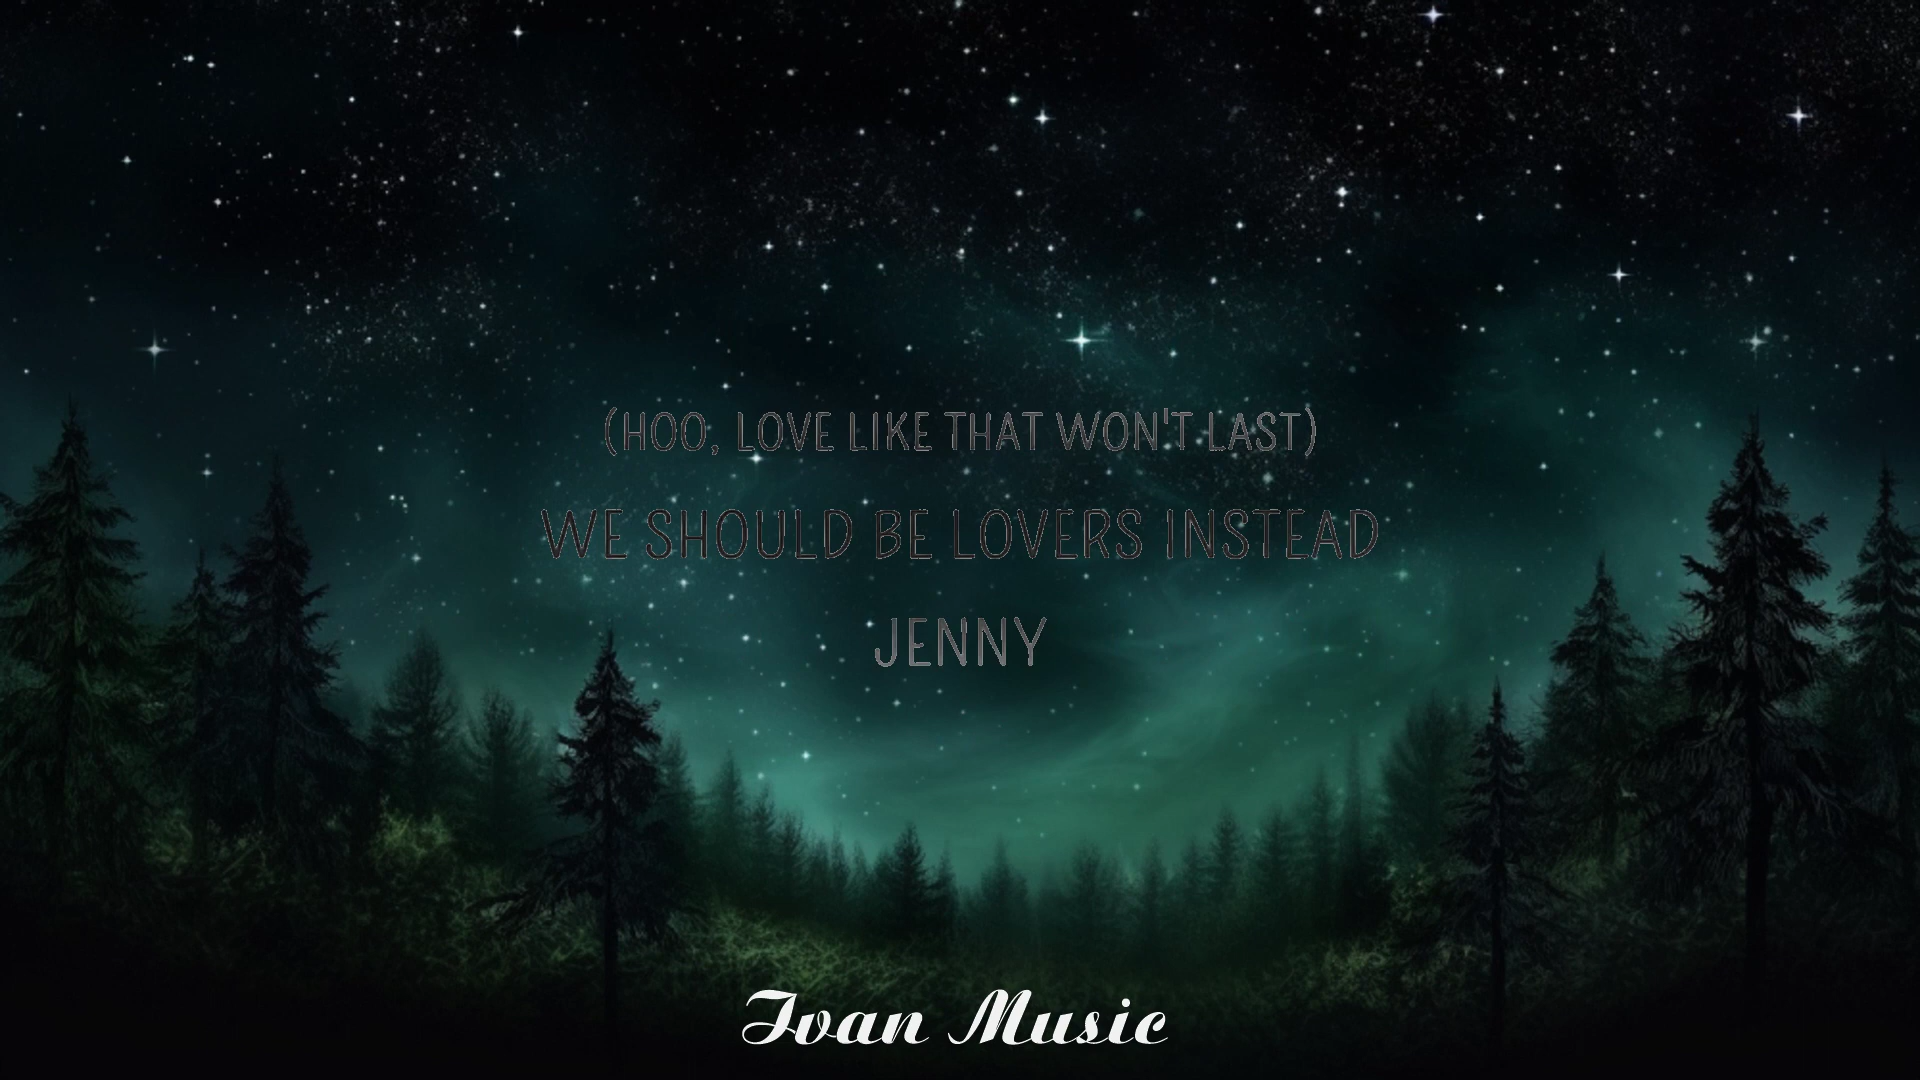 (HOO, LOVE LIKE THAT WON'T LAST)
WE SHOULD BE LOVERS INSTEAD
JENNY
Ivan Music